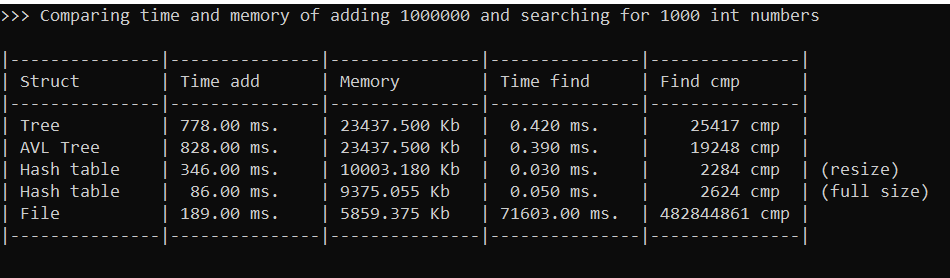 >>> Comparing time and memory of adding 1000000 and searching for 1000 int numbers
|---------------|---------------|---------------|---------------|---------------|
| Struct | Time add | Memory | Time find | Find cmp |
|---------------|---------------|---------------|---------------|---------------|
| Tree | 778.00 ms. | 23437.500 Kb | 0.420 ms. | 25417 cmp |
| AVL Tree | 828.00 ms. | 23437.500 Kb | 0.390 ms. | 19248 cmp |
| Hash table | 346.00 ms. | 10003.180 Kb | 0.030 ms. | 2284 cmp | (resize)
| Hash table | 86.00 ms. | 9375.055 Kb | 0.050 ms. | 2624 cmp | (full size)
| File | 189.00 ms. | 5859.375 Kb | 71603.00 ms. | 482844861 cmp |
|---------------|---------------|---------------|---------------|---------------|